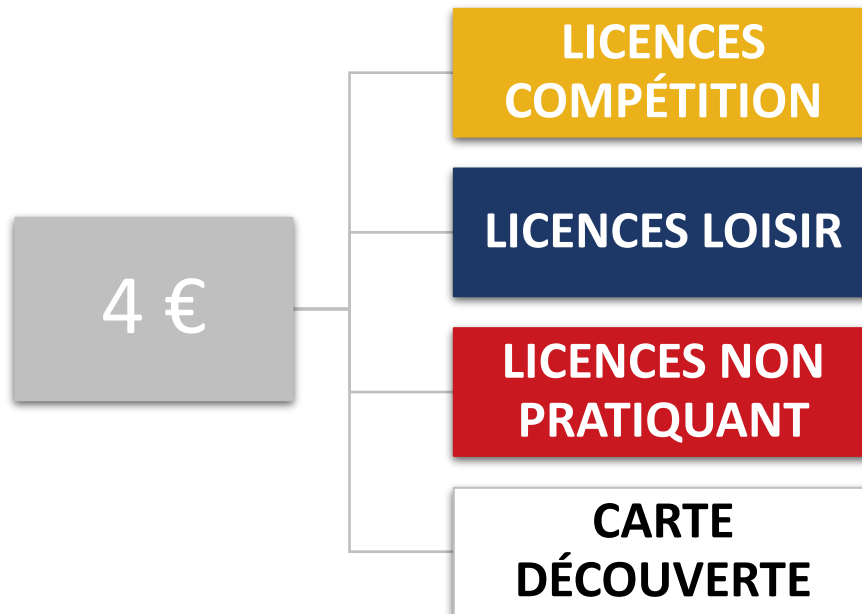 4 €
LICENCES
COMPÉTITION
LICENCES LOISIR
LICENCES NON
PRATIQUANT
CARTE
DÉCOUVERTE